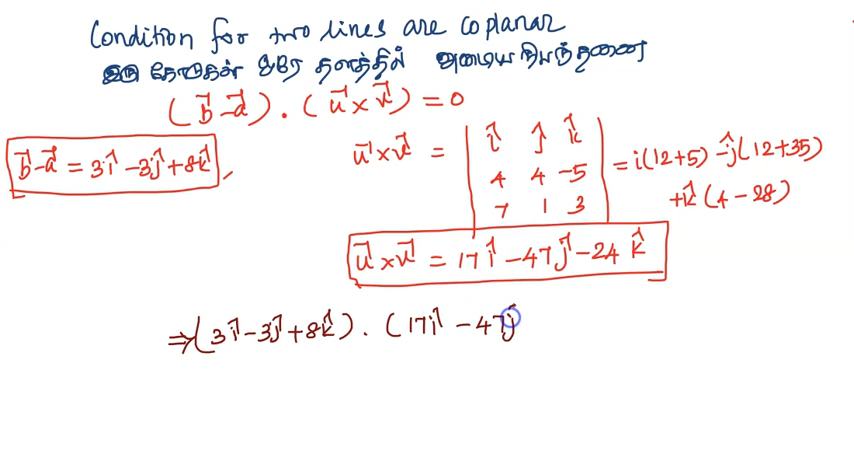 Condition for two lines are coplanar
இரு கோடுகள் ஒரே தளத்தில் அமைய நிபந்தனை
(b⃗ - a⃗) . (u⃗ × v⃗) = 0
b⃗ - a⃗ = 3î - 3ĵ + 8k̂ ,
u⃗ × v⃗ = | î ĵ k̂ | = i(12+5) - ĵ(12+35)
| 4 4 -5 |
| 7 1 3 | + k̂(4 - 28)
u⃗ × v⃗ = 17î - 47ĵ - 24k̂
⇒ (3î - 3ĵ + 8k̂) . (17î - 47ĵ